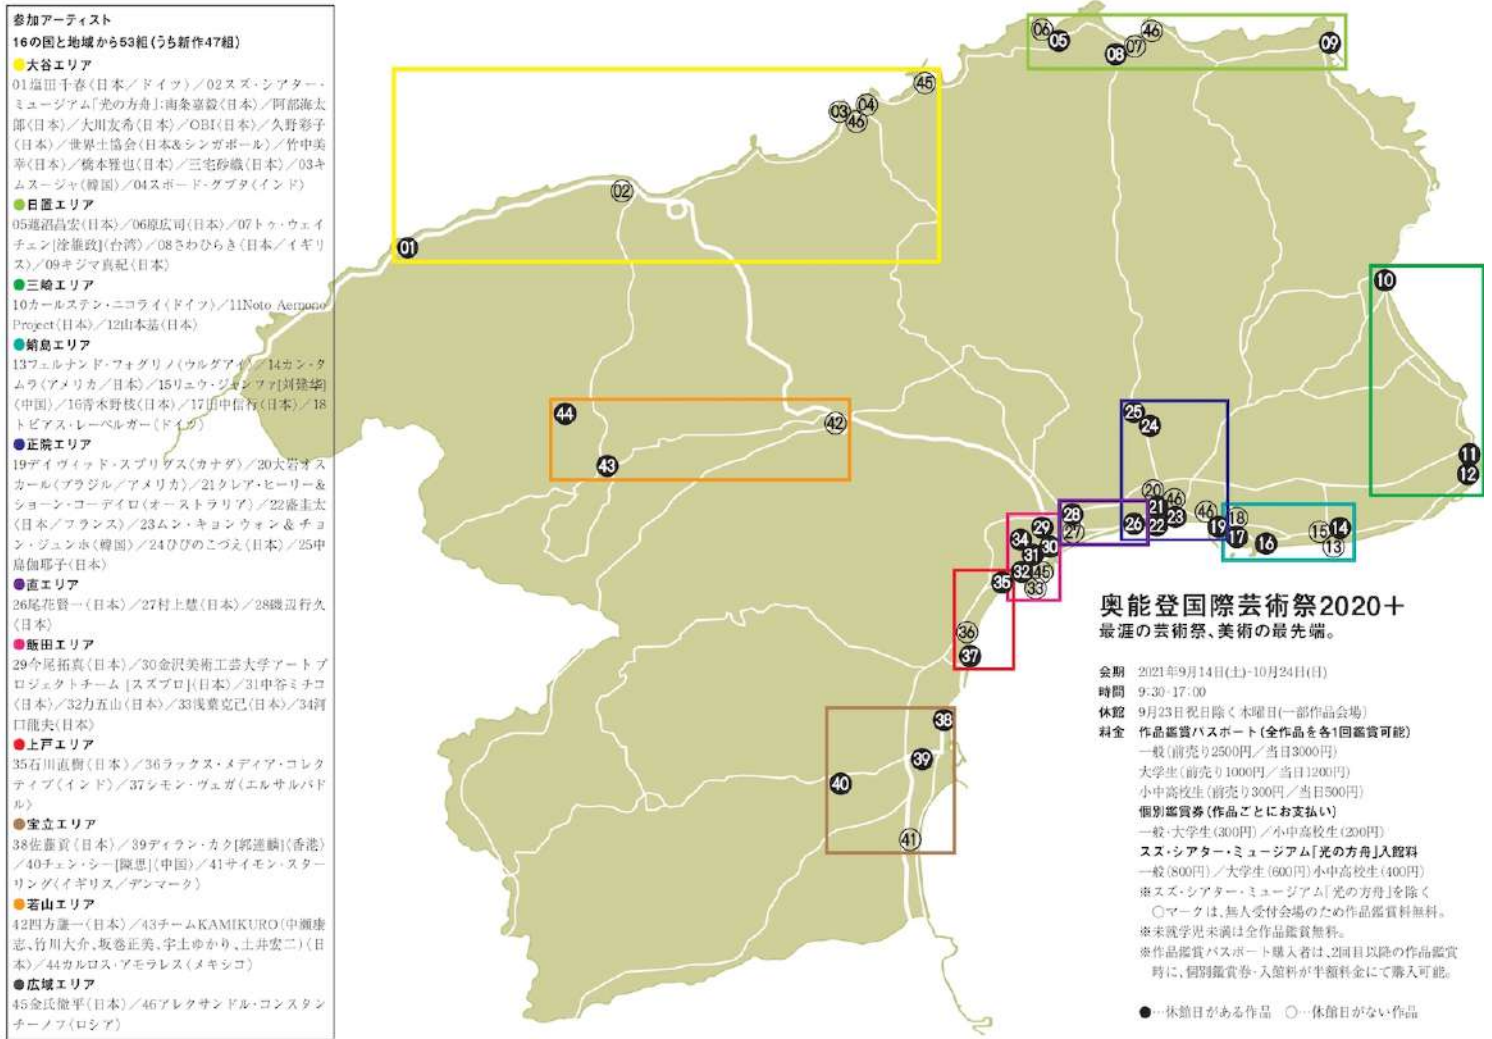 参加アーティスト
16の国と地域から53組(うち新作47組)
●大谷エリア
01塩田千春〈日本／ドイツ〉／02スズ・シアター・
ミュージアム「光の方舟」:南条嘉毅〈日本〉／阿部海太
郎〈日本〉／大川友希〈日本〉／OBI〈日本〉／久野彩子
〈日本〉／世界土協会〈日本&シンガポール〉／竹中美
幸〈日本〉／橋本雅也〈日本〉／三宅砂織〈日本〉／03キ
ムスージャ〈韓国〉／04スボード・グプタ〈インド〉
●日置エリア
05蓮沼昌宏〈日本〉／06原広司〈日本〉／07トゥ・ウェイ
チェン[涂維政]〈台湾〉／08さわひらき〈日本／イギリ
ス〉／09キジマ真紀〈日本〉
●三崎エリア
10カールステン・ニコライ〈ドイツ〉／11Noto Aemono
Project〈日本〉／12山本基〈日本〉
●蛸島エリア
13フェルナンド・フォグリノ〈ウルグアイ〉／14カン・タ
ムラ〈アメリカ／日本〉／15リュウ・ジャンファ[刘建华]
〈中国〉／16青木野枝〈日本〉／17田中信行〈日本〉／18
トビアス・レーベルガー〈ドイツ〉
●正院エリア
19デイヴィッド・スプリグス〈カナダ〉／20大岩オス
カール〈ブラジル／アメリカ〉／21クレア・ヒーリー&
ショーン・コーデイロ〈オーストラリア〉／22盛圭太
〈日本／フランス〉／23ムン・キョンウォン&チョ
ン・ジュンホ〈韓国〉／24ひびのこづえ〈日本〉／25中
島伽耶子〈日本〉
●直エリア
26尾花賢一〈日本〉／27村上慧〈日本〉／28磯辺行久
〈日本〉
●飯田エリア
29今尾拓真〈日本〉／30金沢美術工芸大学アートプ
ロジェクトチーム [スズプロ]〈日本〉／31中谷ミチコ
〈日本〉／32力五山〈日本〉／33浅葉克己〈日本〉／34河
口龍夫〈日本〉
●上戸エリア
35石川直樹〈日本〉／36ラックス・メディア・コレク
ティブ〈インド〉／37シモン・ヴェガ〈エルサルバド
ル〉
●宝立エリア
38佐藤貢〈日本〉／39ディラン・カク[郭達麟]〈香港〉
／40チェン・シー[陳思]〈中国〉／41サイモン・スター
リング〈イギリス／デンマーク〉
●若山エリア
42四方謙一〈日本〉／43チームKAMIKURO〈中瀬康
志、竹川大介、坂巻正美、宇土ゆかり、土井宏二〉〈日
本〉／44カルロス・アモラレス〈メキシコ〉
●広域エリア
45金氏徹平〈日本〉／46アレクサンドル・コンスタン
チーノフ〈ロシア〉
06
05
46
07
08
09
45
03
04
46
02
01
10
11
12
44
43
42
25
24
20
46
21
22
23
46
19
18
17
16
15
14
13
28
27
26
29
34
30
31
32
45
33
35
36
37
38
39
40
41
奥能登国際芸術祭2020＋
最涯の芸術祭、美術の最先端。
会期 2021年9月14日(土)-10月24日(日)
時間 9:30-17:00
休館 9月23日祝日除く木曜日(一部作品会場)
料金 作品鑑賞パスポート(全作品を各1回鑑賞可能)
一般(前売り2500円／当日3000円)
大学生(前売り1000円／当日1200円)
小中高校生(前売り300円／当日500円)
個別鑑賞券(作品ごとにお支払い)
一般・大学生(300円)／小中高校生(200円)
スズ・シアター・ミュージアム「光の方舟」入館料
一般(800円)／大学生(600円)小中高校生(400円)
※スズ・シアター・ミュージアム「光の方舟」を除く
○マークは、無人受付会場のため作品鑑賞料無料。
※未就学児未満は全作品鑑賞無料。
※作品鑑賞パスポート購入者は、2回目以降の作品鑑賞
時に、個別鑑賞券・入館料が半額料金にて購入可能。
●…休館日がある作品 ○…休館日がない作品